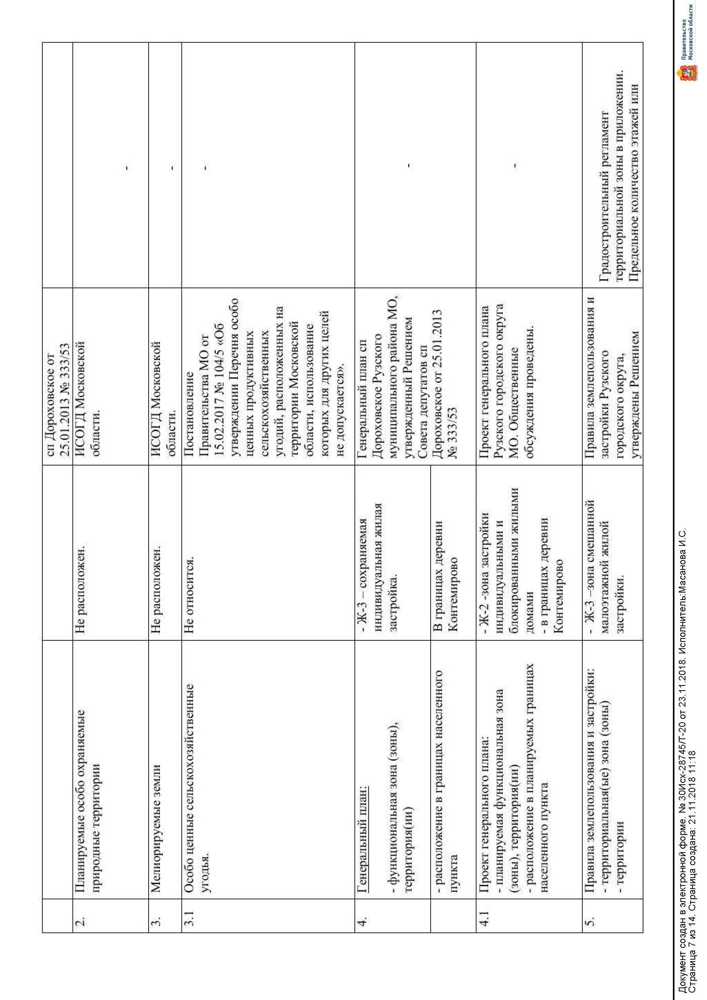 сп Дороховское от
25.01.2013 № 333/53
2.
Планируемые особо охраняемые
природные территории
Не расположен.
ИСОГД Московской
области.
-
3.
Мелиорируемые земли
Не расположен.
ИСОГД Московской
области.
-
3.1
Особо ценные сельскохозяйственные
угодья.
Не относится.
Постановление
Правительства МО от
15.02.2017 № 104/5 «Об
утверждении Перечня особо
ценных продуктивных
сельскохозяйственных
угодий, расположенных на
территории Московской
области, использование
которых для других целей
не допускается».
-
4.
Генеральный план:
- функциональная зона (зоны),
территория(ии)
- Ж-3 – сохраняемая
индивидуальная жилая
застройка.
Генеральный план сп
Дороховское Рузского
муниципального района МО,
утвержденный Решением
Совета депутатов сп
Дороховское от 25.01.2013
№ 333/53
-
- расположение в границах населенного
пункта
В границах деревни
Контемирово
4.1
Проект генерального плана:
- планируемая функциональная зона
(зоны), территория(ии)
- расположение в планируемых границах
населенного пункта
- Ж-2 -зона застройки
индивидуальными и
блокированными жилыми
домами
- в границах деревни
Контемирово
Проект генерального плана
Рузского городского округа
МО. Общественные
обсуждения проведены.
-
5.
Правила землепользования и застройки:
- территориальная(ые) зона (зоны)
- территории
- Ж-3 –зона смешанной
малоэтажной жилой
застройки.
Правила землепользования и
застройки Рузского
городского округа,
утверждены Решением
Градостроительный регламент
территориальной зоны в приложении.
Предельное количество этажей или
Документ создан в электронной форме. № 30Исх-28745/Т-20 от 23.11.2018. Исполнитель:Масанова И.С.
Страница 7 из 14. Страница создана: 21.11.2018 11:18
Правительство
Московской области